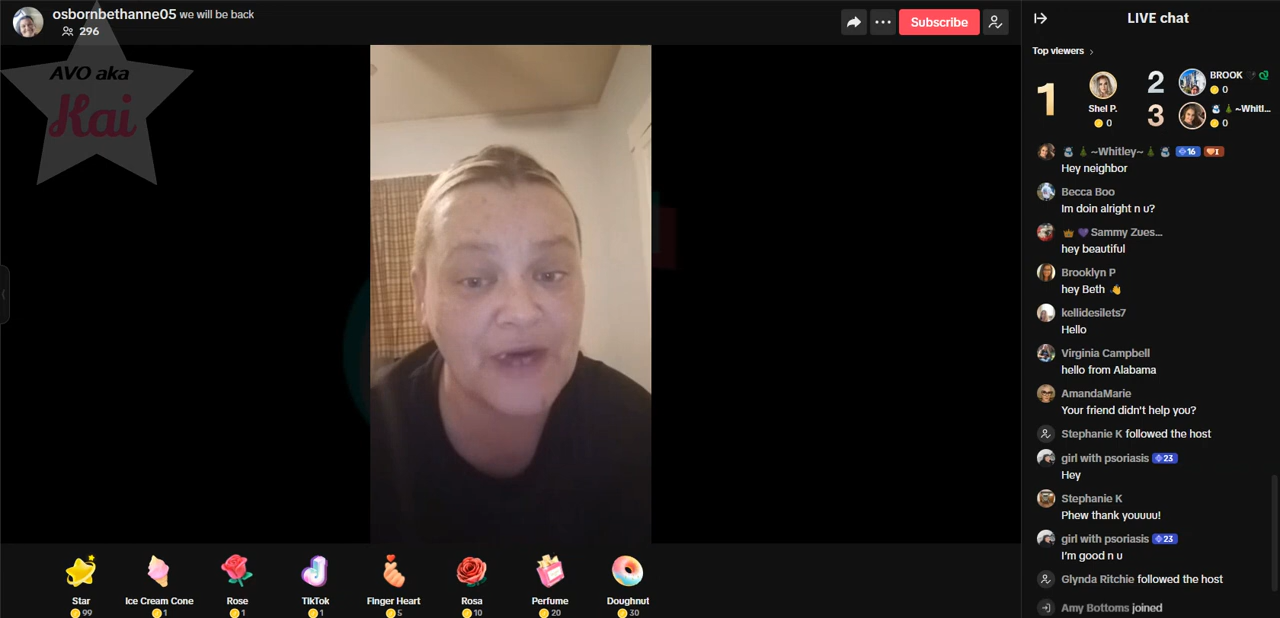 osbornbethanne05 we will be back
296
Subscribe
AVO aka
Kai
LIVE chat
Top viewers
1
Shel P.
0
2
BROOK
0
3
~Whitl...
0
~Whitley~ 16 I
Hey neighbor
Becca Boo
Im doin alright n u?
Sammy Zues...
hey beautiful
Brooklyn P
hey Beth
kellidesilets7
Hello
Virginia Campbell
hello from Alabama
AmandaMarie
Your friend didn't help you?
Stephanie K followed the host
girl with psoriasis 23
Hey
Stephanie K
Phew thank youuuu!
girl with psoriasis 23
I'm good n u
Glynda Ritchie followed the host
Amy Bottoms joined
Star
99
Ice Cream Cone
1
Rose
1
TikTok
1
Finger Heart
5
Rosa
10
Perfume
20
Doughnut
30